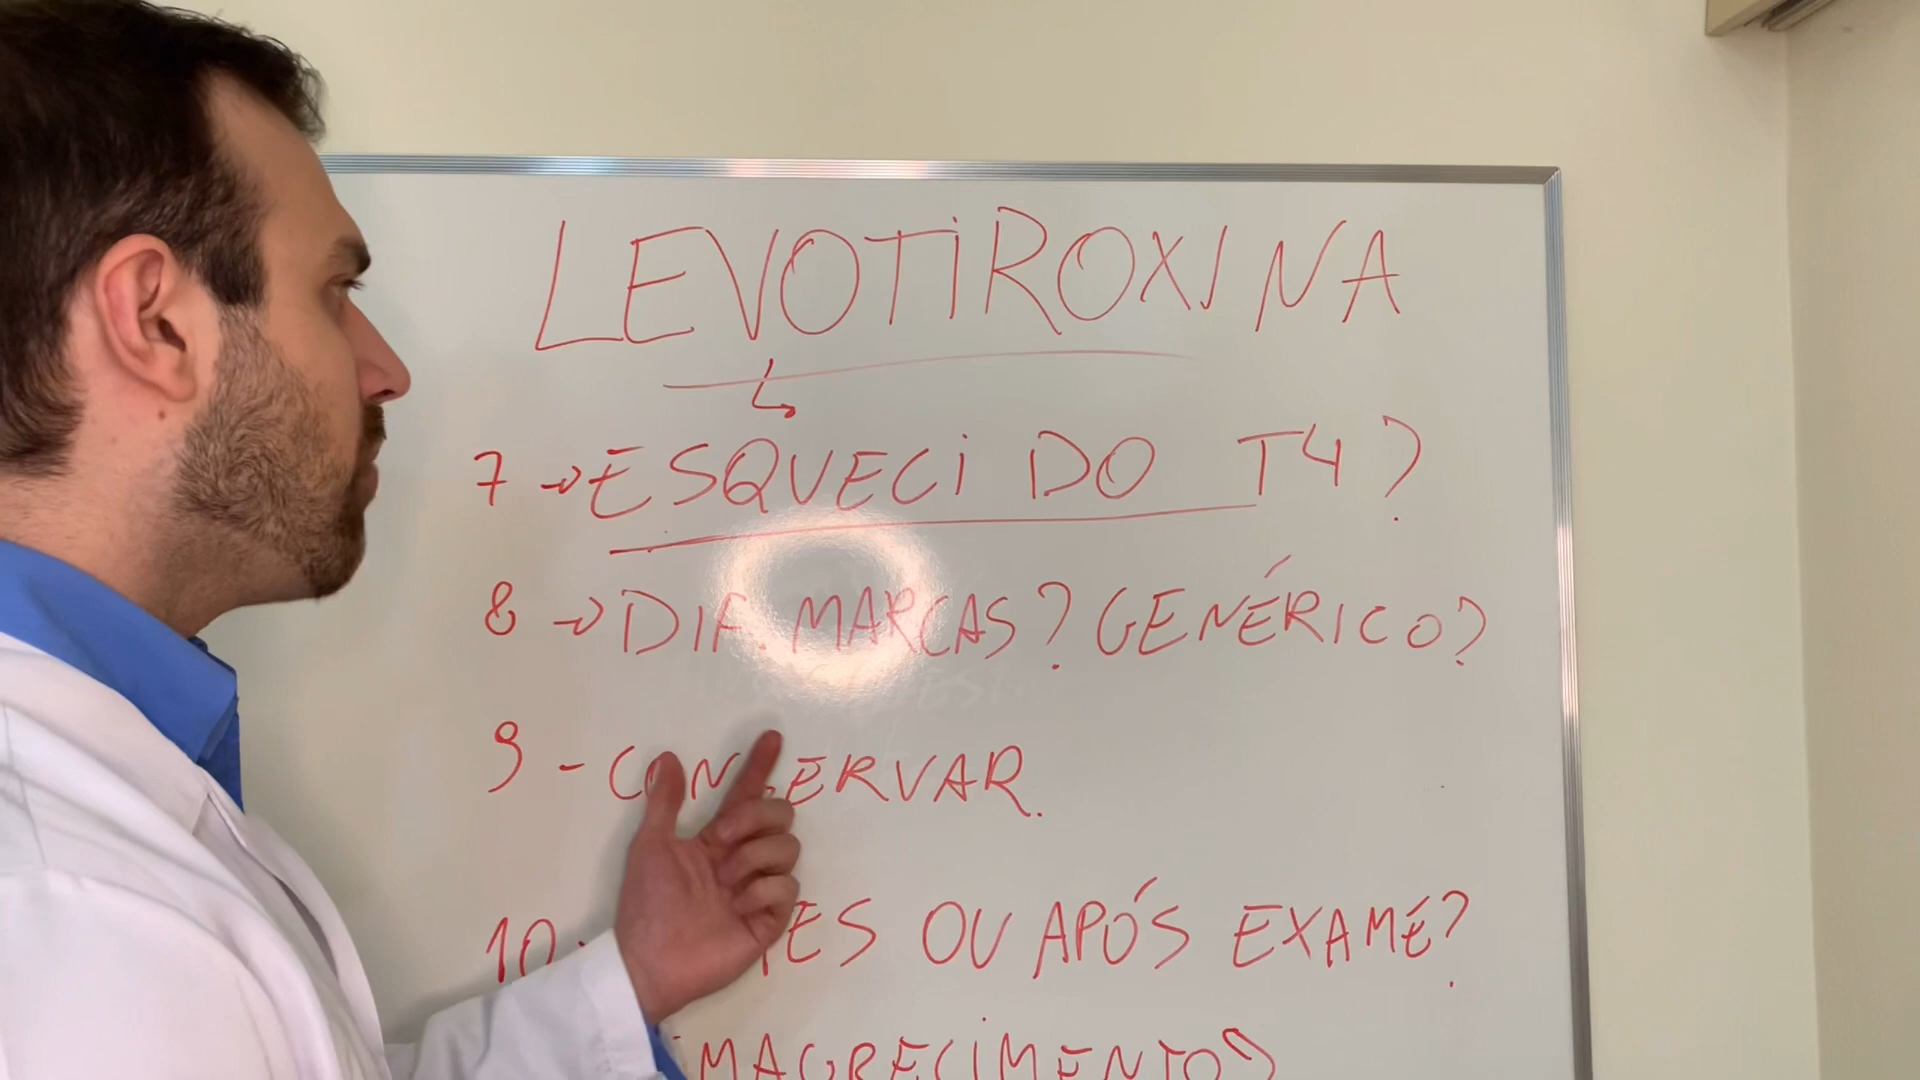 LEVOTIROXINA
7 → ESQUECI DO T4?
8 → DIF. MARCAS? GENÉRICO?
9 - CONSERVAR.
10. OU APÓS EXAME?